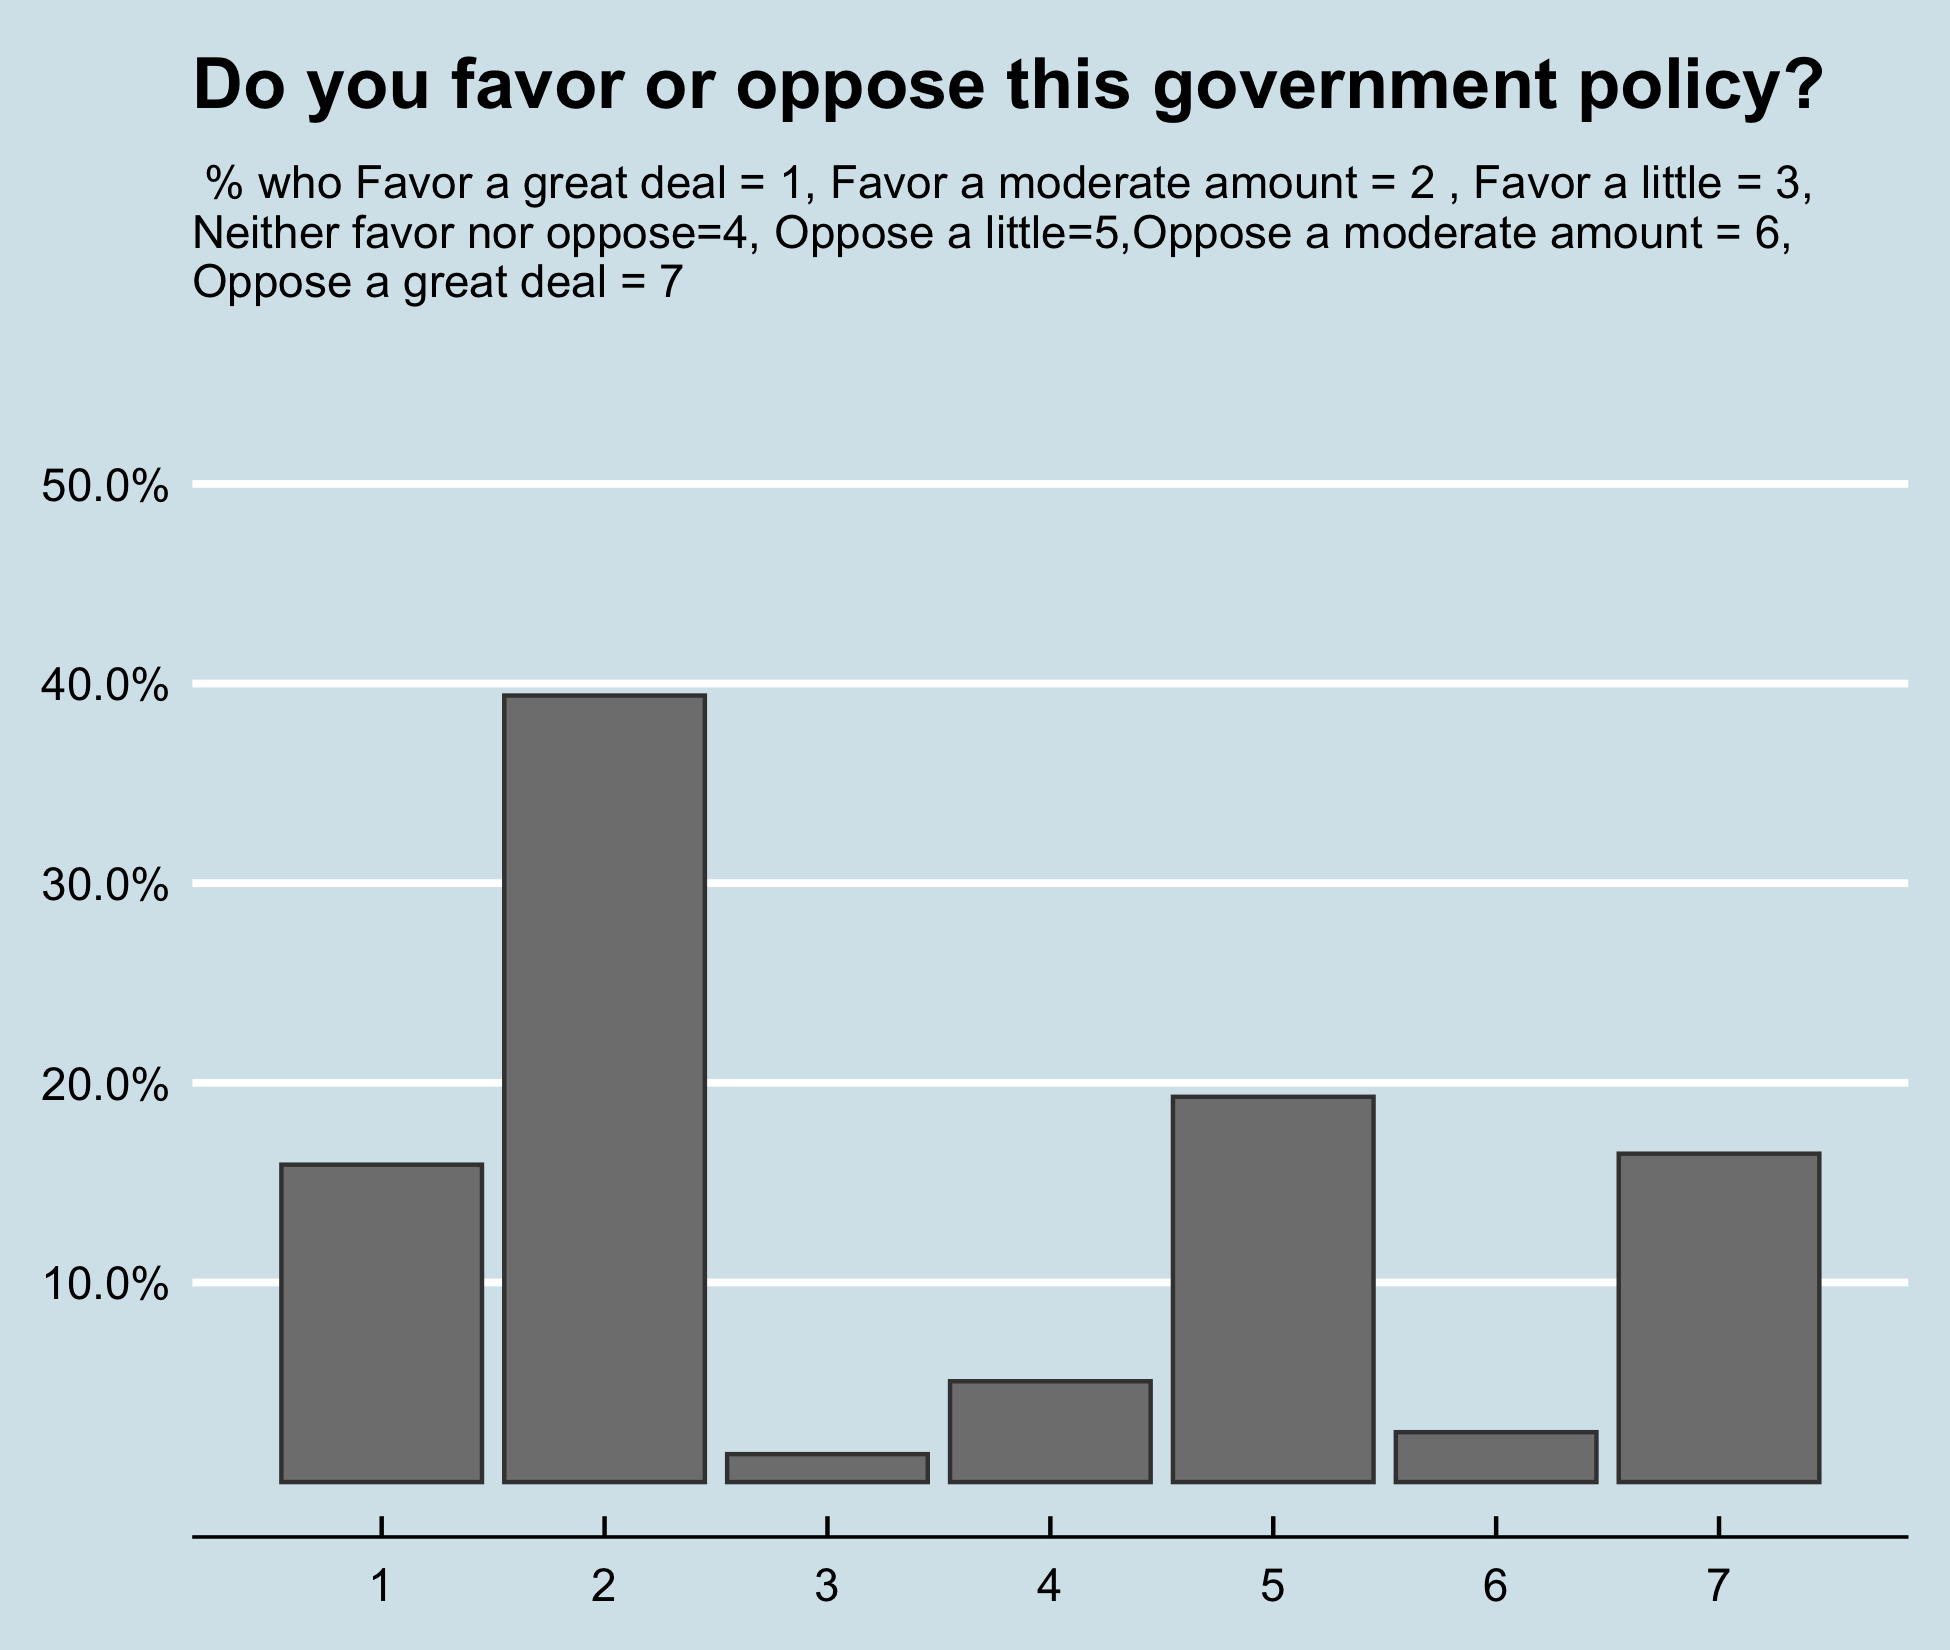 Do you favor or oppose this government policy?
% who Favor a great deal = 1, Favor a moderate amount = 2 , Favor a little = 3,
Neither favor nor oppose=4, Oppose a little=5,Oppose a moderate amount = 6,
Oppose a great deal = 7
50.0%
40.0%
30.0%
20.0%
10.0%
1 2 3 4 5 6 7